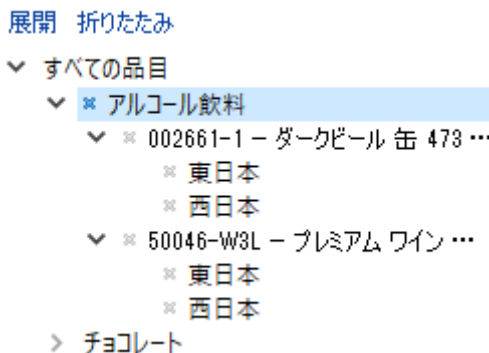 展開 折りたたみ
すべての品目
アルコール飲料
002661-1 – ダークビール 缶 473 …
東日本
西日本
50046-W3L – プレミアム ワイン …
東日本
西日本
チョコレート